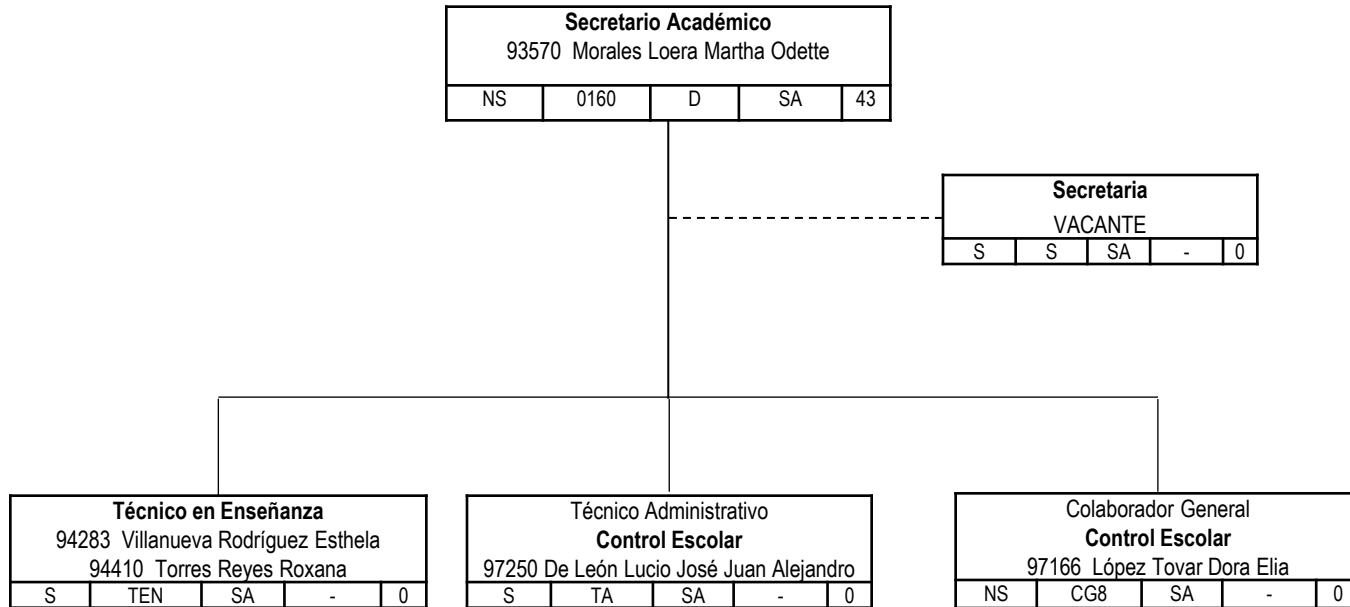 Secretario Académico
93570 Morales Loera Martha Odette
NS 0160 D SA 43
Secretaria
VACANTE
S S SA - 0
Técnico en Enseñanza
94283 Villanueva Rodríguez Esthela
94410 Torres Reyes Roxana
S TEN SA - 0
Técnico Administrativo
Control Escolar
97250 De León Lucio José Juan Alejandro
S TA SA - 0
Colaborador General
Control Escolar
97166 López Tovar Dora Elia
NS CG8 SA - 0